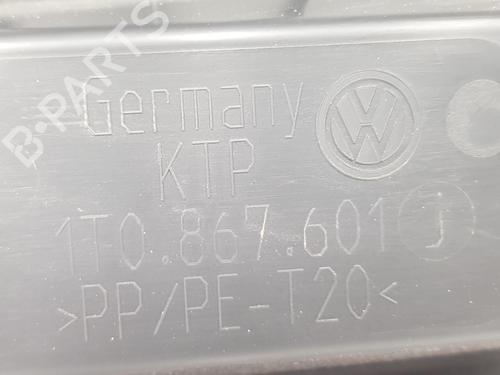 B-PARTS
Germany
KTP
1T0.867.601 J
>PP/PE-T20<